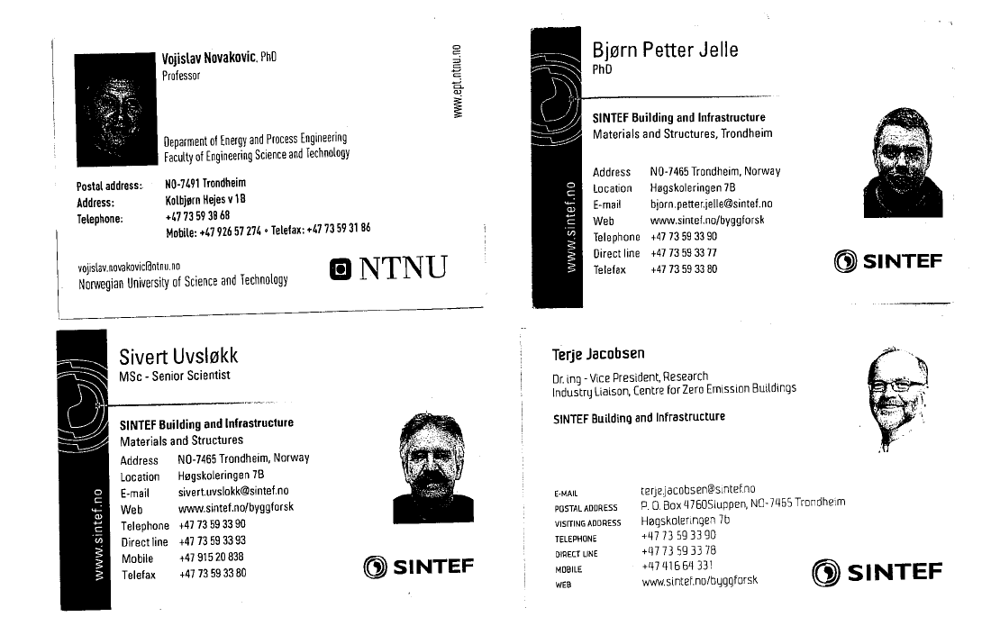 Vojislav Novakovic, PhD
Professor
www.ept.ntnu.no
Deparment of Energy and Process Engineering
Faculty of Engineering Science and Technology
Postal address: NO-7491 Trondheim
Address: Kolbjørn Hejes v 1B
Telephone: +47 73 59 38 68
Mobile: +47 926 57 274 • Telefax: +47 73 59 31 86
vojislav.novakovic@ntnu.no
Norwegian University of Science and Technology
NTNU
Bjørn Petter Jelle
PhD
SINTEF Building and Infrastructure
Materials and Structures, Trondheim
Address NO-7465 Trondheim, Norway
Location Høgskoleringen 7B
E-mail bjorn.petter.jelle@sintef.no
Web www.sintef.no/byggforsk
Telephone +47 73 59 33 90
Direct line +47 73 59 33 77
Telefax +47 73 59 33 80
www.sintef.no
SINTEF
Sivert Uvsløkk
MSc - Senior Scientist
SINTEF Building and Infrastructure
Materials and Structures
Address NO-7465 Trondheim, Norway
Location Høgskoleringen 7B
E-mail sivert.uvslokk@sintef.no
Web www.sintef.no/byggforsk
Telephone +47 73 59 33 90
Direct line +47 73 59 33 93
Mobile +47 915 20 838
Telefax +47 73 59 33 80
www.sintef.no
SINTEF
Terje Jacobsen
Dr. ing - Vice President, Research
Industry Liaison, Centre for Zero Emission Buildings
SINTEF Building and Infrastructure
E-MAIL terje.jacobsen@sintef.no
POSTAL ADDRESS P. O. Box 4760Sluppen, NO-7465 Trondheim
VISITING ADDRESS Høgskoleringen 7b
TELEPHONE +47 73 59 33 90
DIRECT LINE +47 73 59 33 78
MOBILE +47 416 64 331
WEB www.sintef.no/byggforsk
SINTEF